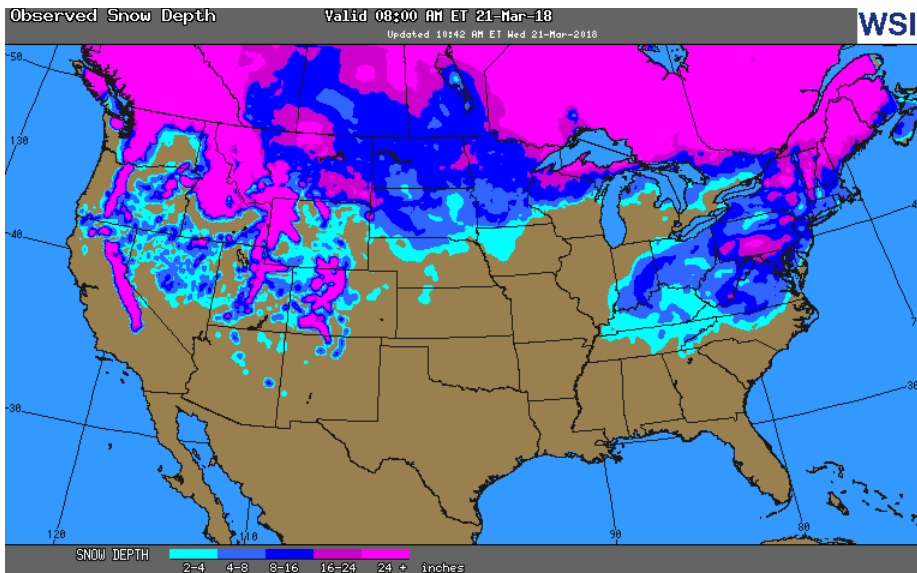 Observed Snow Depth
Valid 08:00 AM ET 21-Mar-18
Updated 10:42 AM ET Wed 21-Mar-2018
WSI
50
130
40
30
120
110
90
80
30
SNOW DEPTH
2-4 4-8 8-16 16-24 24 + inches